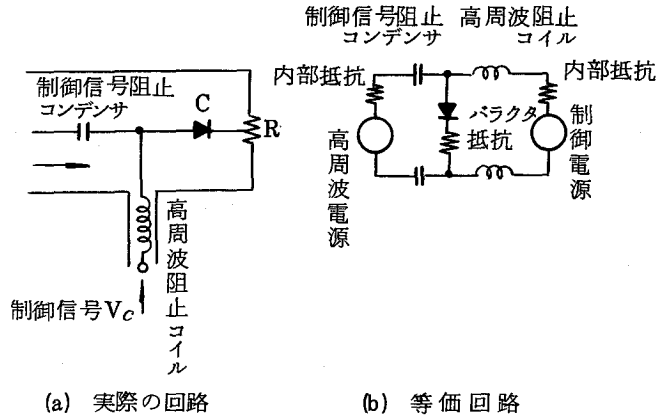 制御信号阻止
コンデンサ
C
R
高周波阻止コイル
制御信号Vc
(a) 実際の回路
制御信号阻止
コンデンサ
高周波阻止
コイル
内部抵抗
内部抵抗
バラクタ
抵抗
高周波電源
制御電源
(b) 等価回路